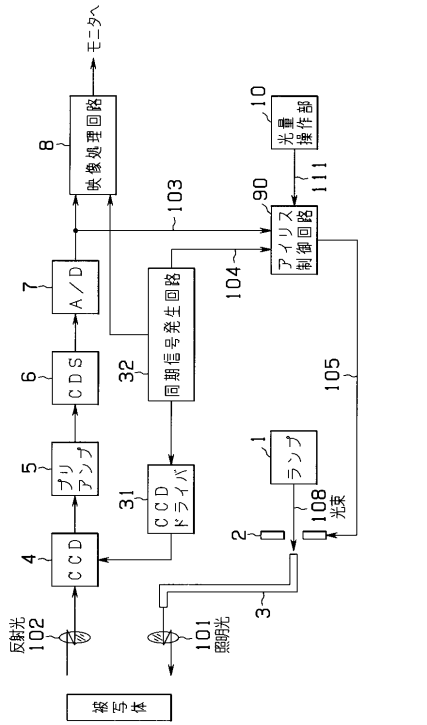 被写体
反射光
102
4
CCD
5
プリ
アンプ
6
CDS
7
A/D
8
映像処理回路
モニタへ
101
照明光
31
CCD
ドライバ
32
同期信号発生回路
103
104
3
2
108
光束
1
ランプ
105
90
アイリス
制御回路
111
10
光量
操作部